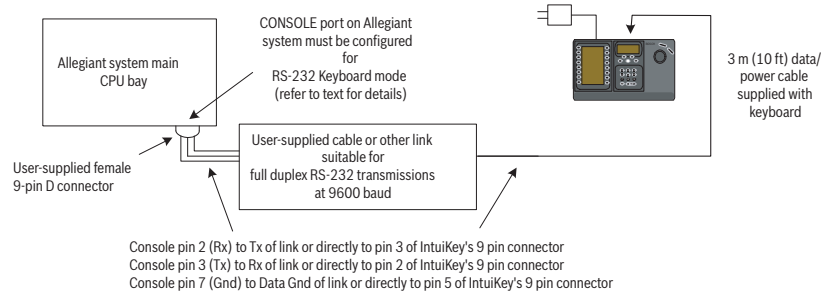 CONSOLE port on Allegiant
system must be configured
for
RS-232 Keyboard mode
(refer to text for details)
Allegiant system main
CPU bay
3 m (10 ft) data/
power cable
supplied with
keyboard
User-supplied female
9-pin D connector
User-supplied cable or other link
suitable for
full duplex RS-232 transmissions
at 9600 baud
Console pin 2 (Rx) to Tx of link or directly to pin 3 of IntuiKey's 9 pin connector
Console pin 3 (Tx) to Rx of link or directly to pin 2 of IntuiKey's 9 pin connector
Console pin 7 (Gnd) to Data Gnd of link or directly to pin 5 of IntuiKey's 9 pin connector